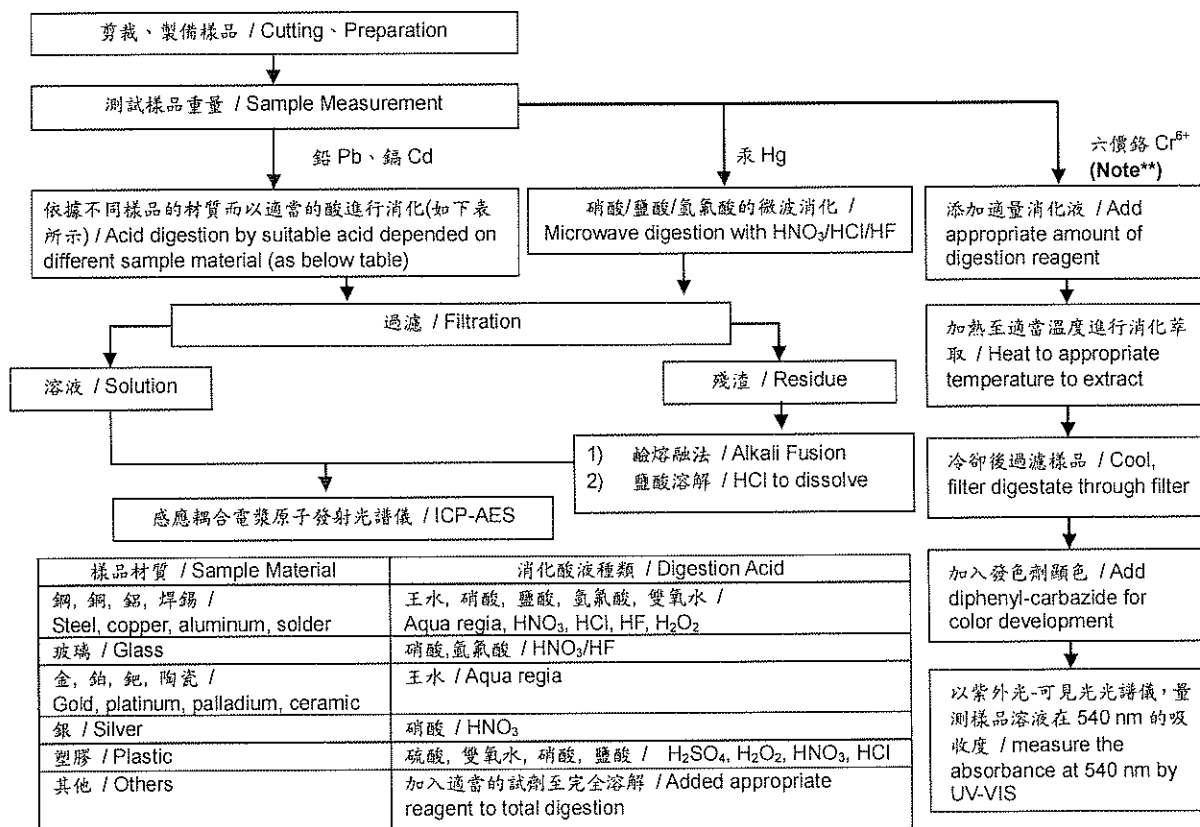 剪裁、製備樣品 / Cutting、Preparation
測試樣品重量 / Sample Measurement
鉛 Pb、鎘 Cd
汞 Hg
六價鉻 Cr⁶⁺
(Note**)
依據不同樣品的材質而以適當的酸進行消化(如下表
所示) / Acid digestion by suitable acid depended on
different sample material (as below table)
硝酸/鹽酸/氫氟酸的微波消化 /
Microwave digestion with HNO₃/HCl/HF
添加適量消化液 / Add
appropriate amount of
digestion reagent
過濾 / Filtration
加熱至適當溫度進行消化萃
取 / Heat to appropriate
temperature to extract
溶液 / Solution
殘渣 / Residue
1) 鹼熔融法 / Alkali Fusion
2) 鹽酸溶解 / HCl to dissolve
冷卻後過濾樣品 / Cool,
filter digestate through filter
感應耦合電漿原子發射光譜儀 / ICP-AES
加入發色劑顯色 / Add
diphenyl-carbazide for
color development
以紫外光-可見光光譜儀，量
測樣品溶液在 540 nm 的吸
收度 / measure the
absorbance at 540 nm by
UV-VIS
樣品材質 / Sample Material
消化酸液種類 / Digestion Acid
鋼, 銅, 鋁, 焊錫 /
Steel, copper, aluminum, solder
王水, 硝酸, 鹽酸, 氫氟酸, 雙氧水 /
Aqua regia, HNO₃, HCl, HF, H₂O₂
玻璃 / Glass
硝酸,氫氟酸 / HNO₃/HF
金, 鉑, 鈀, 陶瓷 /
Gold, platinum, palladium, ceramic
王水 / Aqua regia
銀 / Silver
硝酸 / HNO₃
塑膠 / Plastic
硫酸, 雙氧水, 硝酸, 鹽酸 / H₂SO₄, H₂O₂, HNO₃, HCl
其他 / Others
加入適當的試劑至完全溶解 / Added appropriate
reagent to total digestion